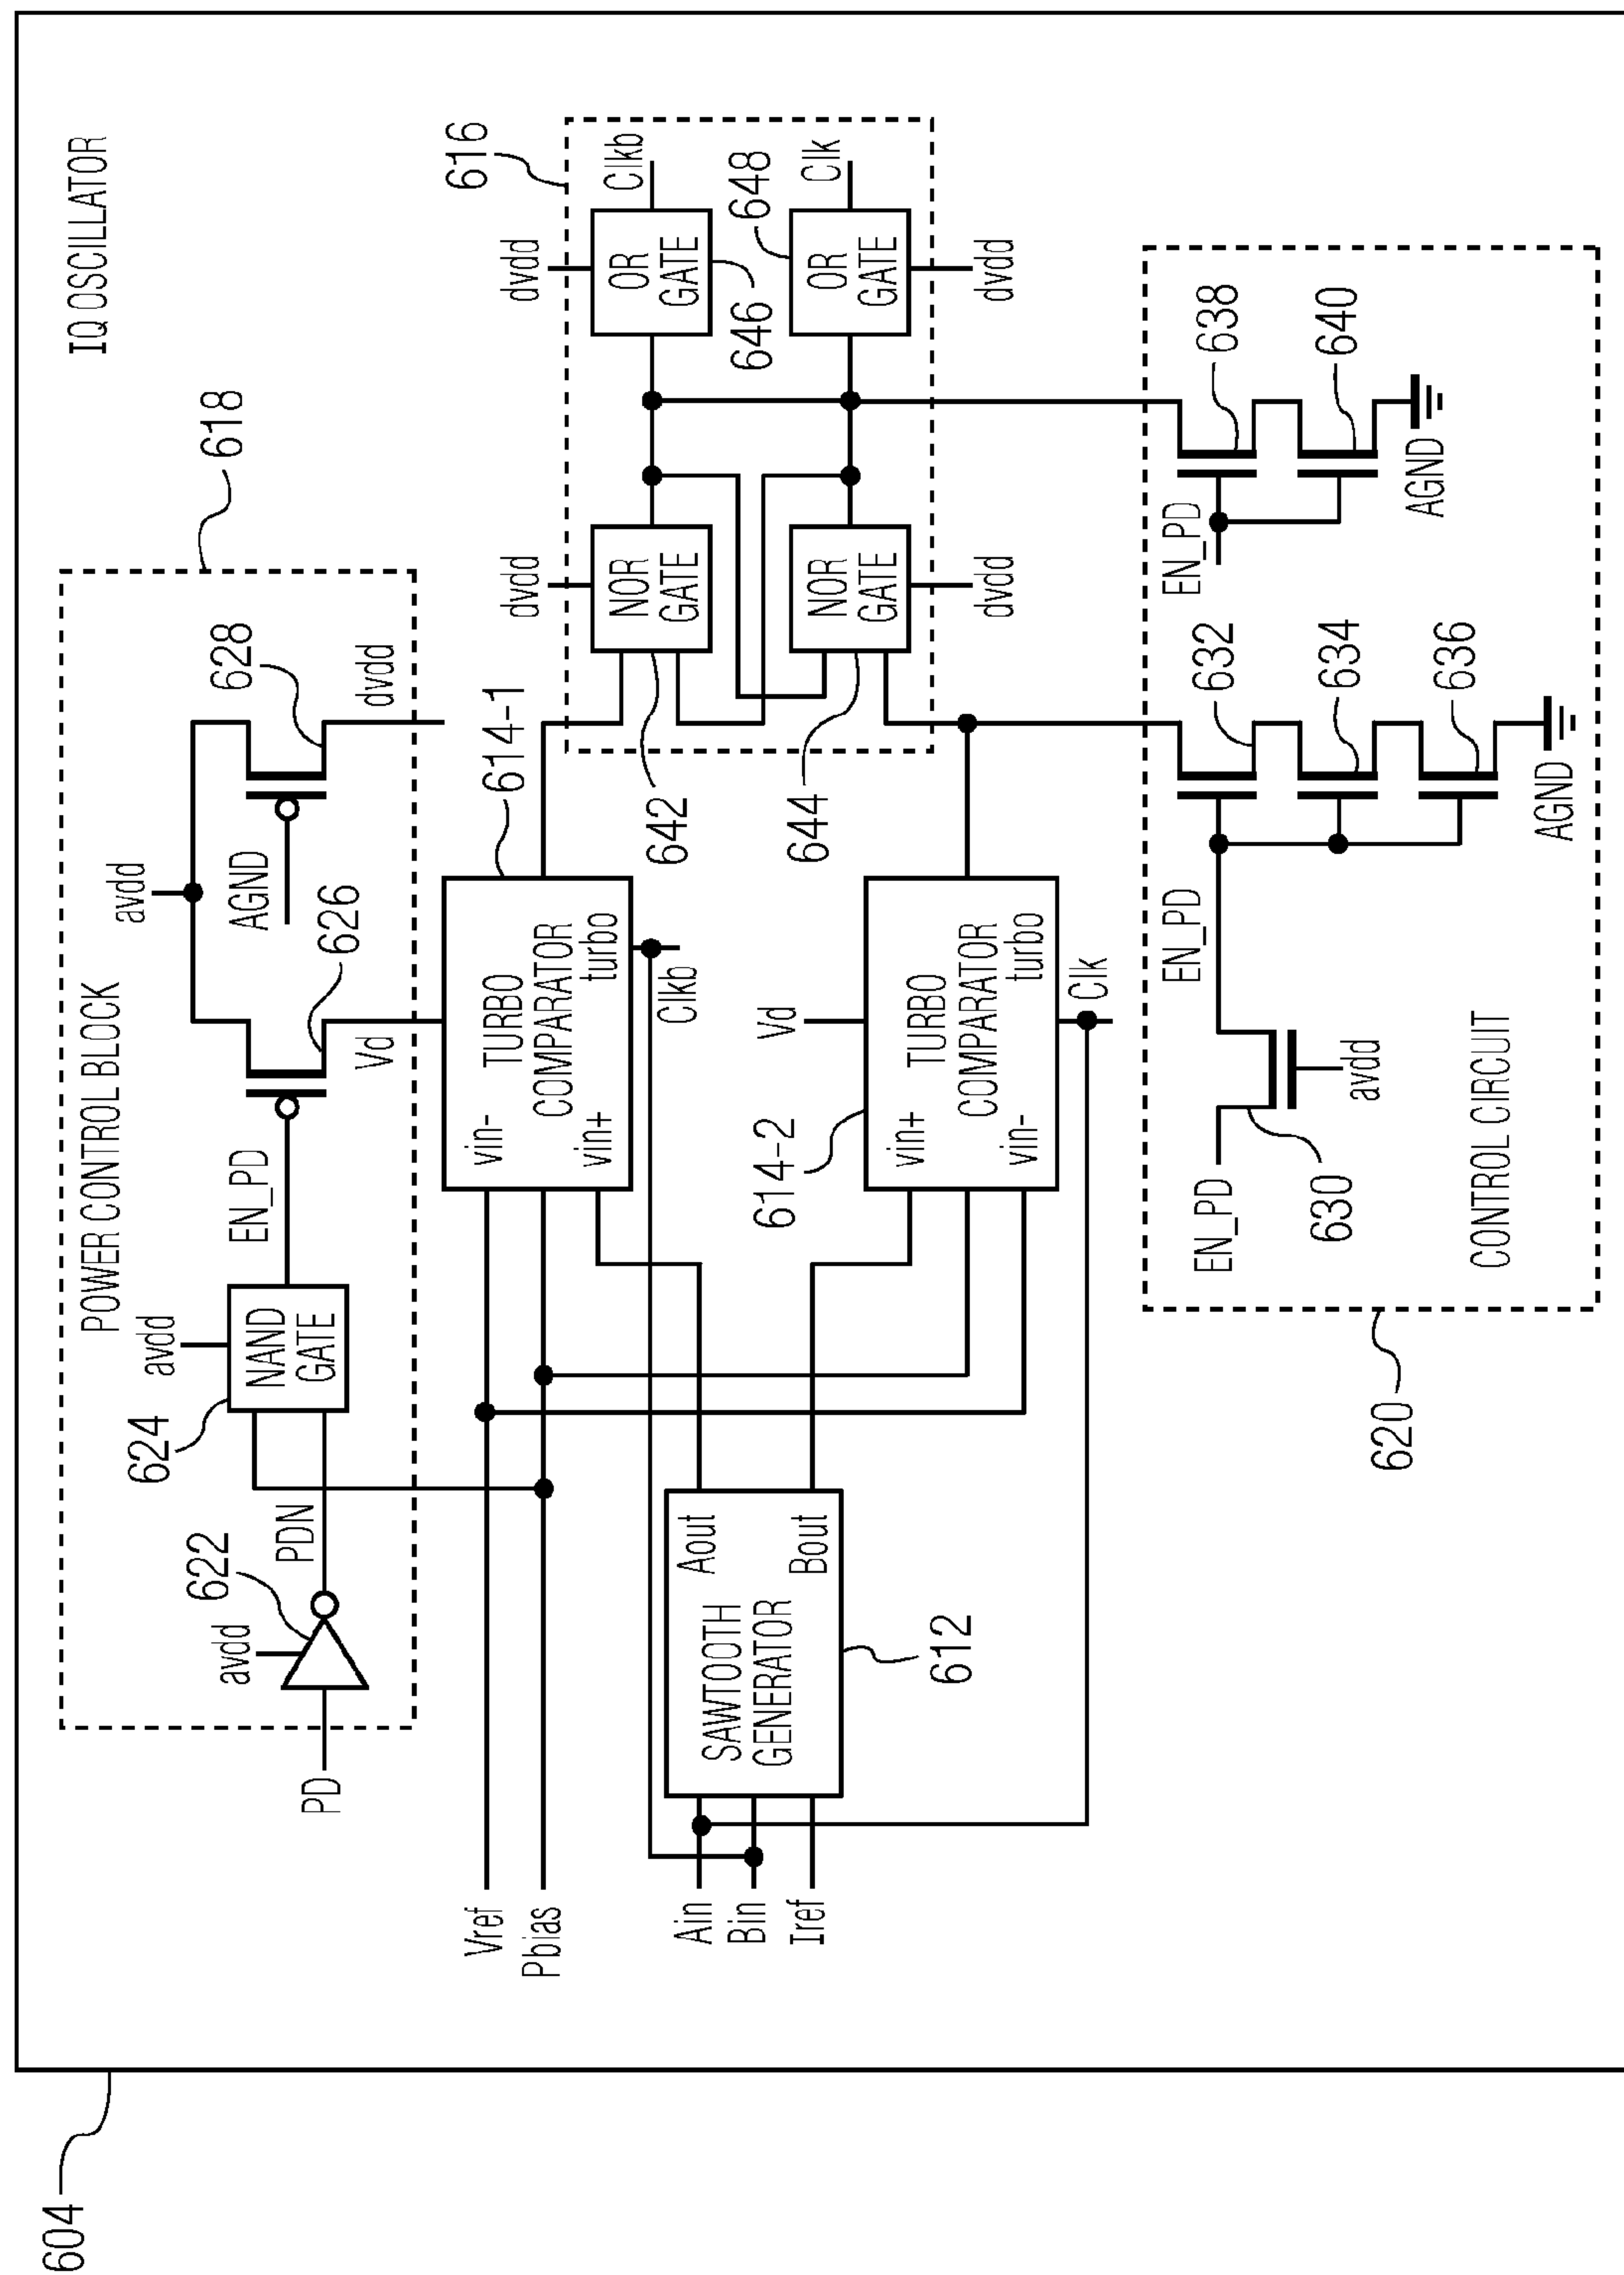 604
IQ OSCILLATOR
618
POWER CONTROL BLOCK
avdd
628
avdd
AGND
dvdd
624
NAND
GATE
EN_PD
626
Vd
622
avdd
PDN
PD
616
614-1
dvdd
dvdd
Clkb
NOR
GATE
OR
GATE
642
646
648
Clk
644
NOR
GATE
OR
GATE
dvdd
dvdd
Vref
Pbias
vin-
TURBO
COMPARATOR
vin+
turbo
Clkb
Ain
Bin
Iref
SAWTOOTH
GENERATOR
Aout
Bout
612
614-2
Vd
vin+
TURBO
COMPARATOR
vin-
turbo
Clk
EN_PD
630
avdd
EN_PD
632
634
636
AGND
EN_PD
638
640
AGND
CONTROL CIRCUIT
620